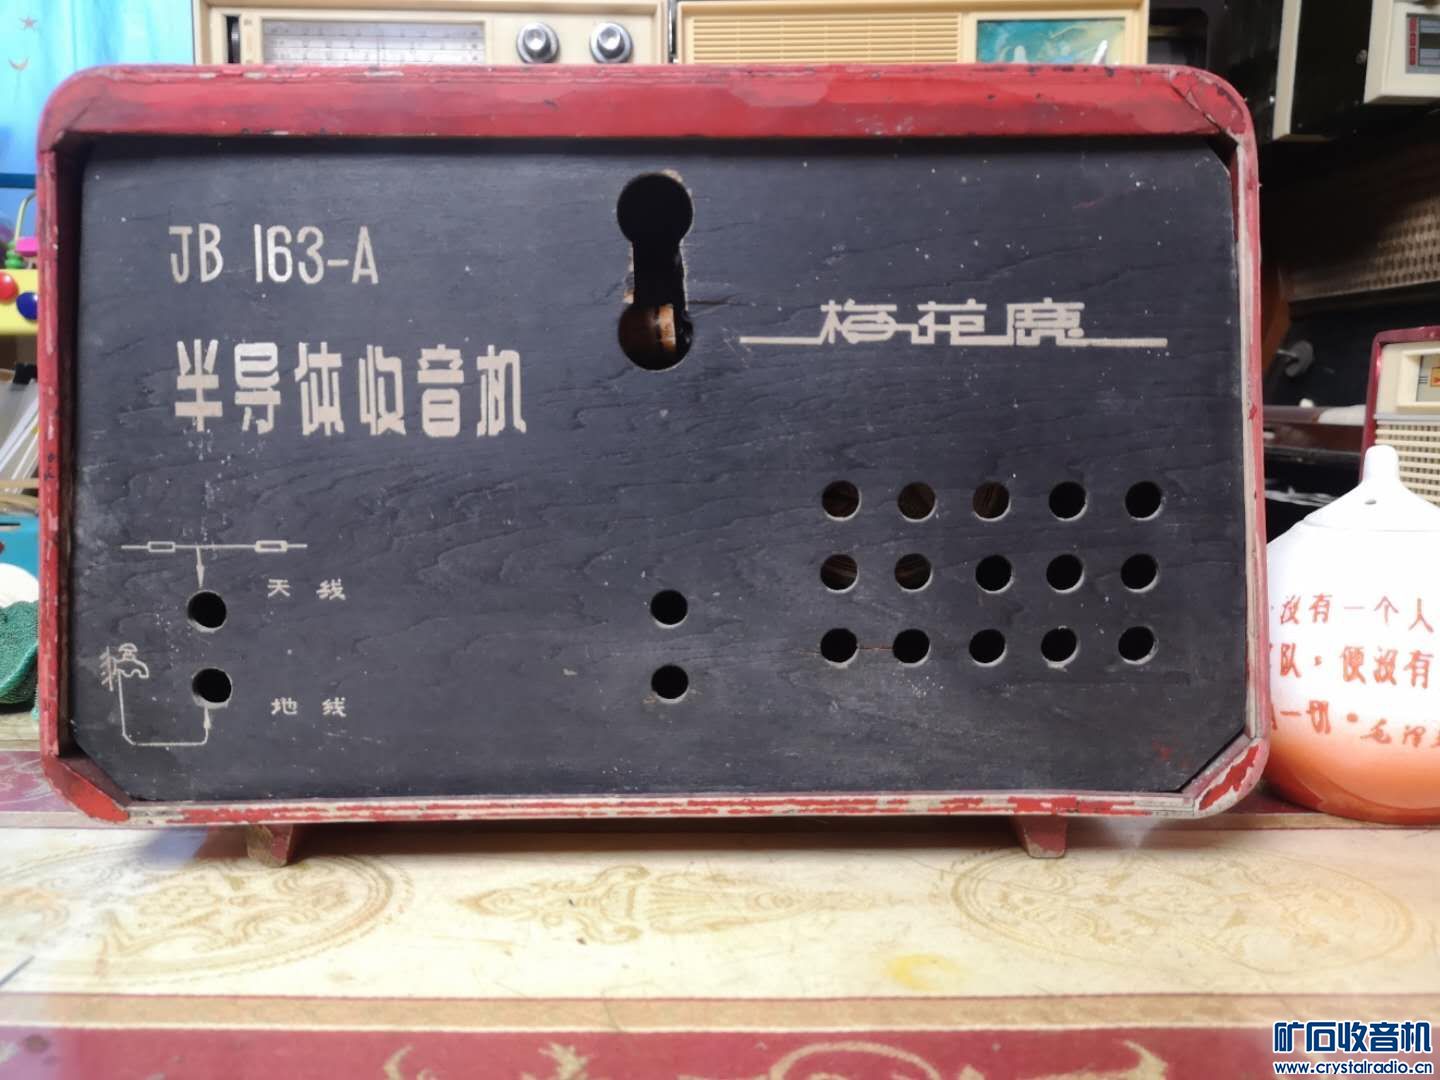 JB 163-A
半导体收音机
梅花鹿
天线
地线
没有一个人
队，便没有
一切。毛泽
矿石收音机
www.crystalradio.cn